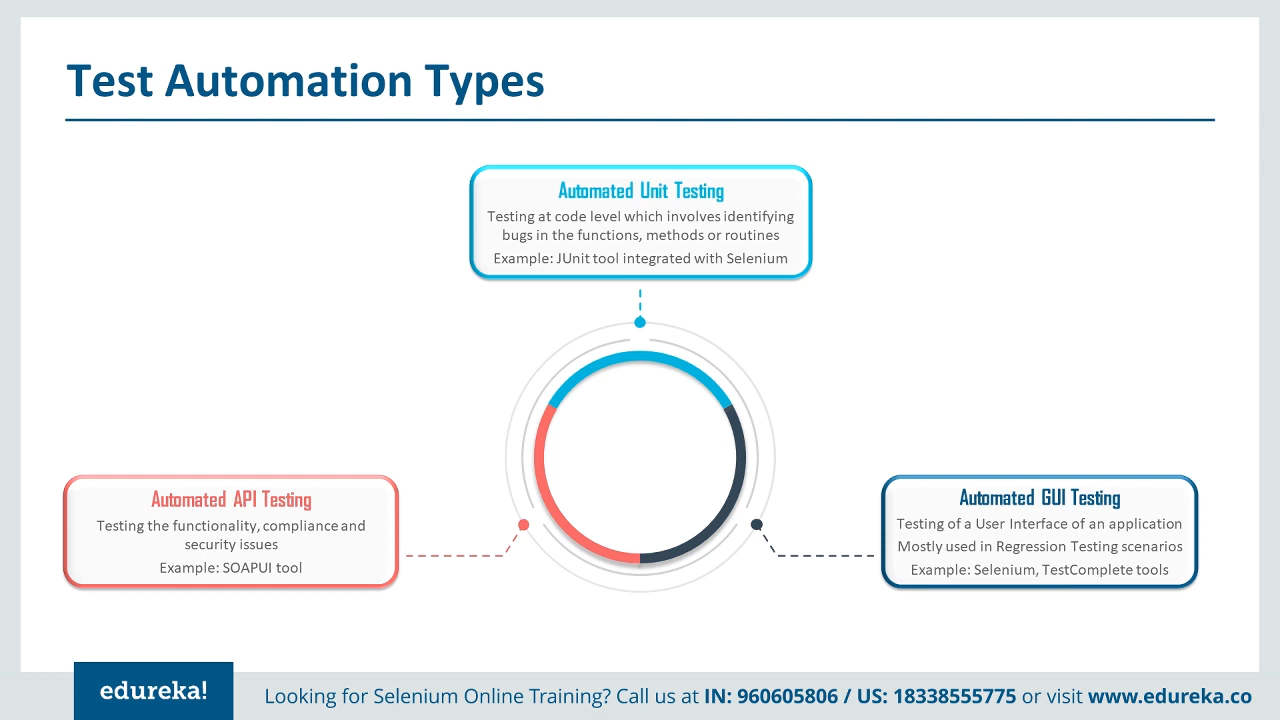 Test Automation Types
Automated Unit Testing
Testing at code level which involves identifying
bugs in the functions, methods or routines
Example: JUnit tool integrated with Selenium
Automated API Testing
Testing the functionality, compliance and
security issues
Example: SOAPUI tool
Automated GUI Testing
Testing of a User Interface of an application
Mostly used in Regression Testing scenarios
Example: Selenium, TestComplete tools
edureka!
Looking for Selenium Online Training? Call us at IN: 960605806 / US: 18338555775 or visit www.edureka.co